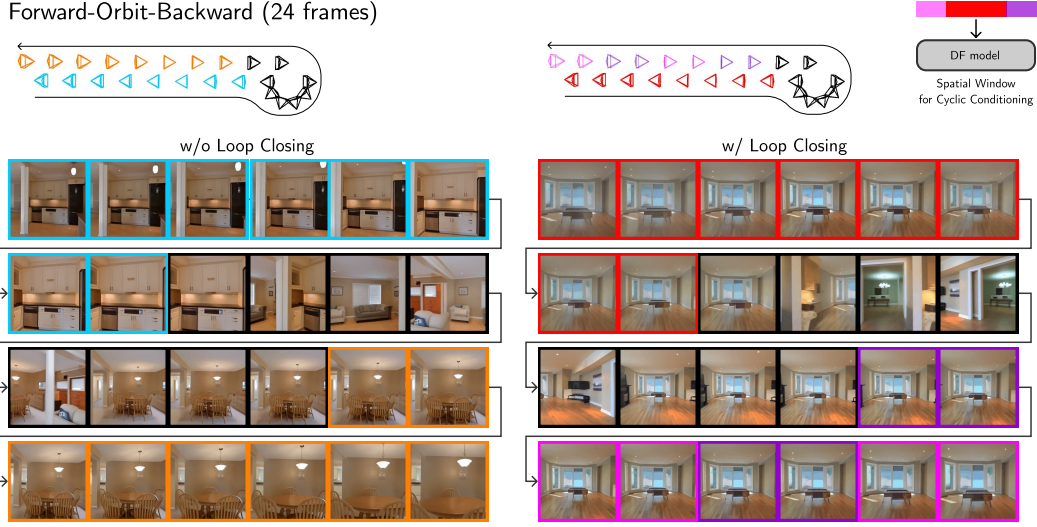 Forward-Orbit-Backward (24 frames)
DF model
Spatial Window
for Cyclic Conditioning
w/o Loop Closing
w/ Loop Closing